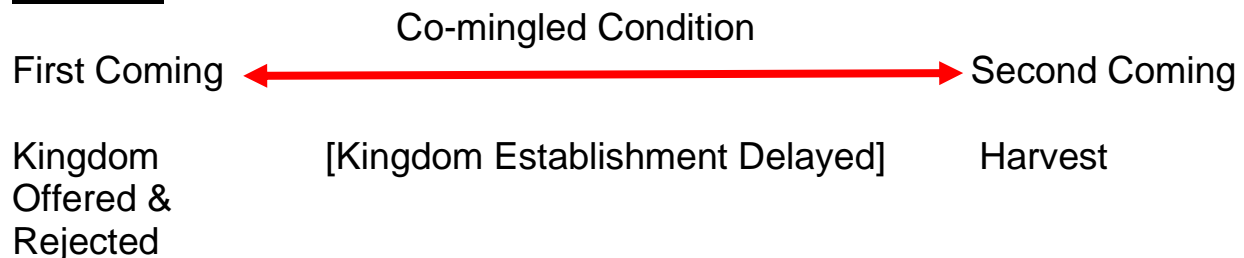 Co-mingled Condition
First Coming Second Coming
Kingdom [Kingdom Establishment Delayed] Harvest
Offered &
Rejected